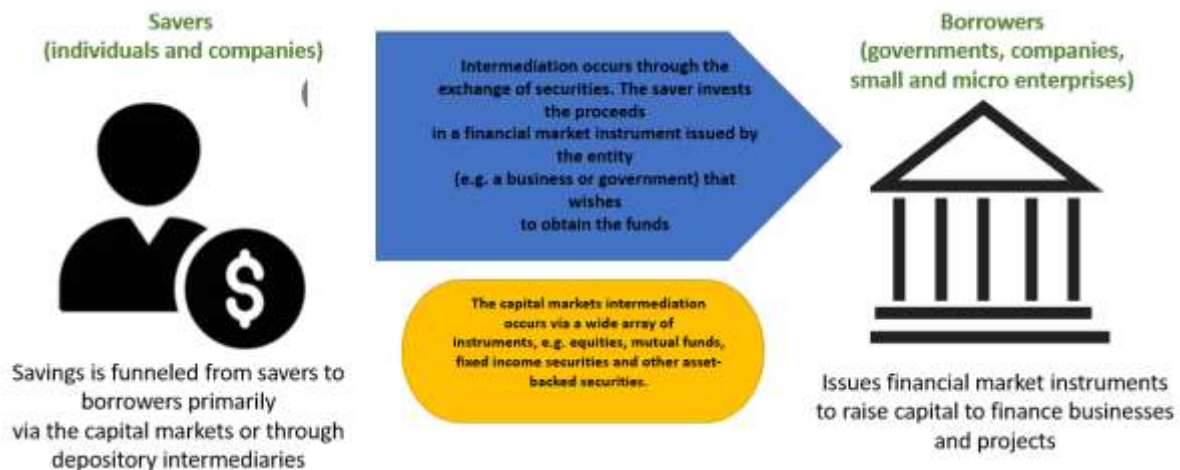 Savers
(individuals and companies)
Savings is funneled from savers to
borrowers primarily
via the capital markets or through
depository intermediaries
Intermediation occurs through the
exchange of securities. The saver invests
the proceeds
in a financial market instrument issued by
the entity
(e.g. a business or government) that
wishes
to obtain the funds
The capital markets intermediation
occurs via a wide array of
instruments, e.g. equities, mutual funds,
fixed income securities and other asset-
backed securities.
Borrowers
(governments, companies,
small and micro enterprises)
Issues financial market instruments
to raise capital to finance businesses
and projects